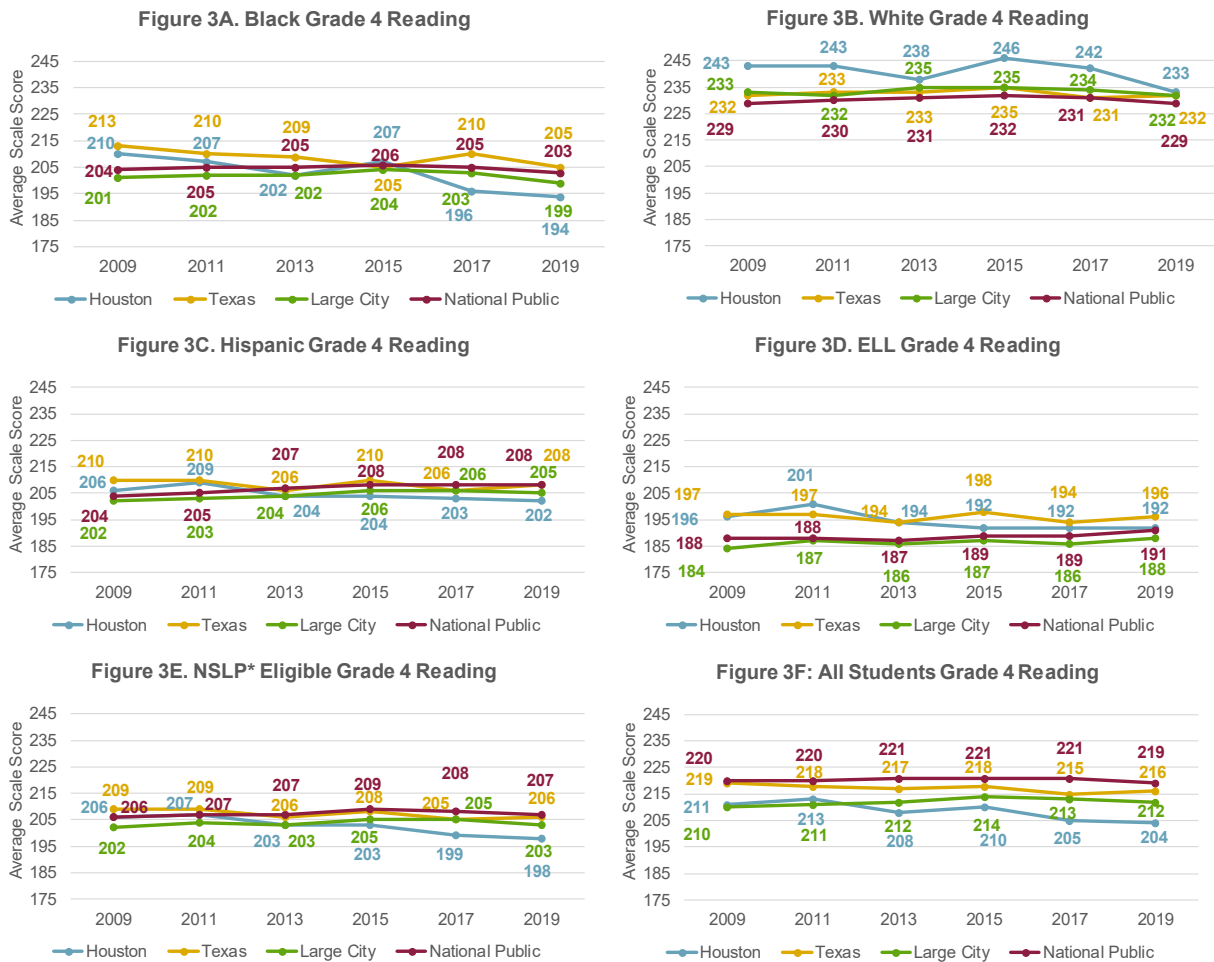 Figure 3A. Black Grade 4 Reading
Average Scale Score
245
235
225
215
205
195
185
175
213 210 209 207 210 205
210 207 205 206 205 203
204 205 202 202 205 203 199
201 202 204 196 194
2009 2011 2013 2015 2017 2019
Houston Texas Large City National Public
Figure 3B. White Grade 4 Reading
Average Scale Score
245
235
225
215
205
195
185
175
243 243 238 246 242 233
233 233 235 235 234
232 232 233 235 231 231 232 232
229 230 231 232 229
2009 2011 2013 2015 2017 2019
Houston Texas Large City National Public
Figure 3C. Hispanic Grade 4 Reading
Average Scale Score
245
235
225
215
205
195
185
175
210 210 207 210 208 208 208
206 209 206 208 206 206 205
204 205 204 204 206 203 202
202 203 204
2009 2011 2013 2015 2017 2019
Houston Texas Large City National Public
Figure 3D. ELL Grade 4 Reading
Average Scale Score
245
235
225
215
205
195
185
175
197 201 198 194 196
196 197 194 194 192 192 192
188 188 187 189 189 191
184 187 186 187 186 188
2009 2011 2013 2015 2017 2019
Houston Texas Large City National Public
Figure 3E. NSLP* Eligible Grade 4 Reading
Average Scale Score
245
235
225
215
205
195
185
175
209 209 207 209 208 207
206 206 207 207 206 208 205 205 206
202 204 203 203 205 199 203
203 198
2009 2011 2013 2015 2017 2019
Houston Texas Large City National Public
Figure 3F: All Students Grade 4 Reading
Average Scale Score
245
235
225
215
205
195
185
175
220 220 221 221 221 219
219 218 217 218 215 216
211 213 212 214 213 212
210 211 208 210 205 204
2009 2011 2013 2015 2017 2019
Houston Texas Large City National Public